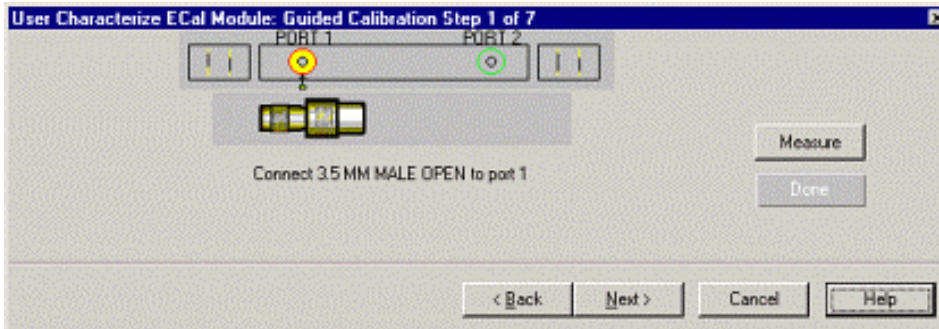 User Characterize ECal Module: Guided Calibration Step 1 of 7
PORT 1 PORT 2
Connect 3.5 MM MALE OPEN to port 1
Measure
Done
< Back Next > Cancel Help